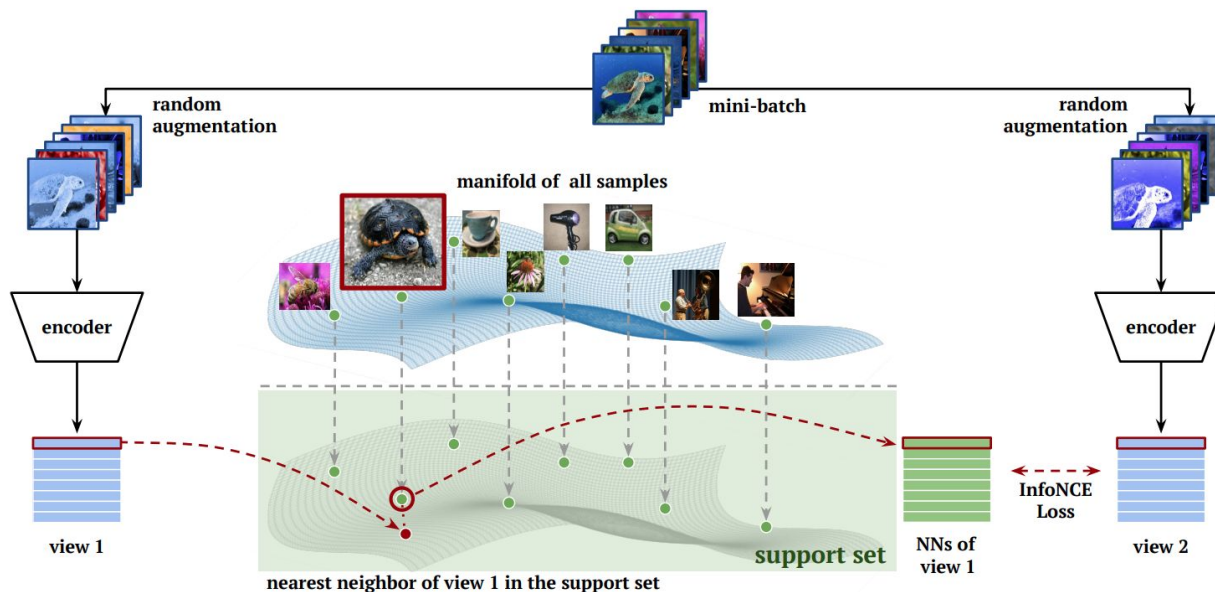 mini-batch
random
augmentation
random
augmentation
manifold of all samples
encoder
encoder
InfoNCE
Loss
view 1
support set
NNs of
view 1
view 2
nearest neighbor of view 1 in the support set